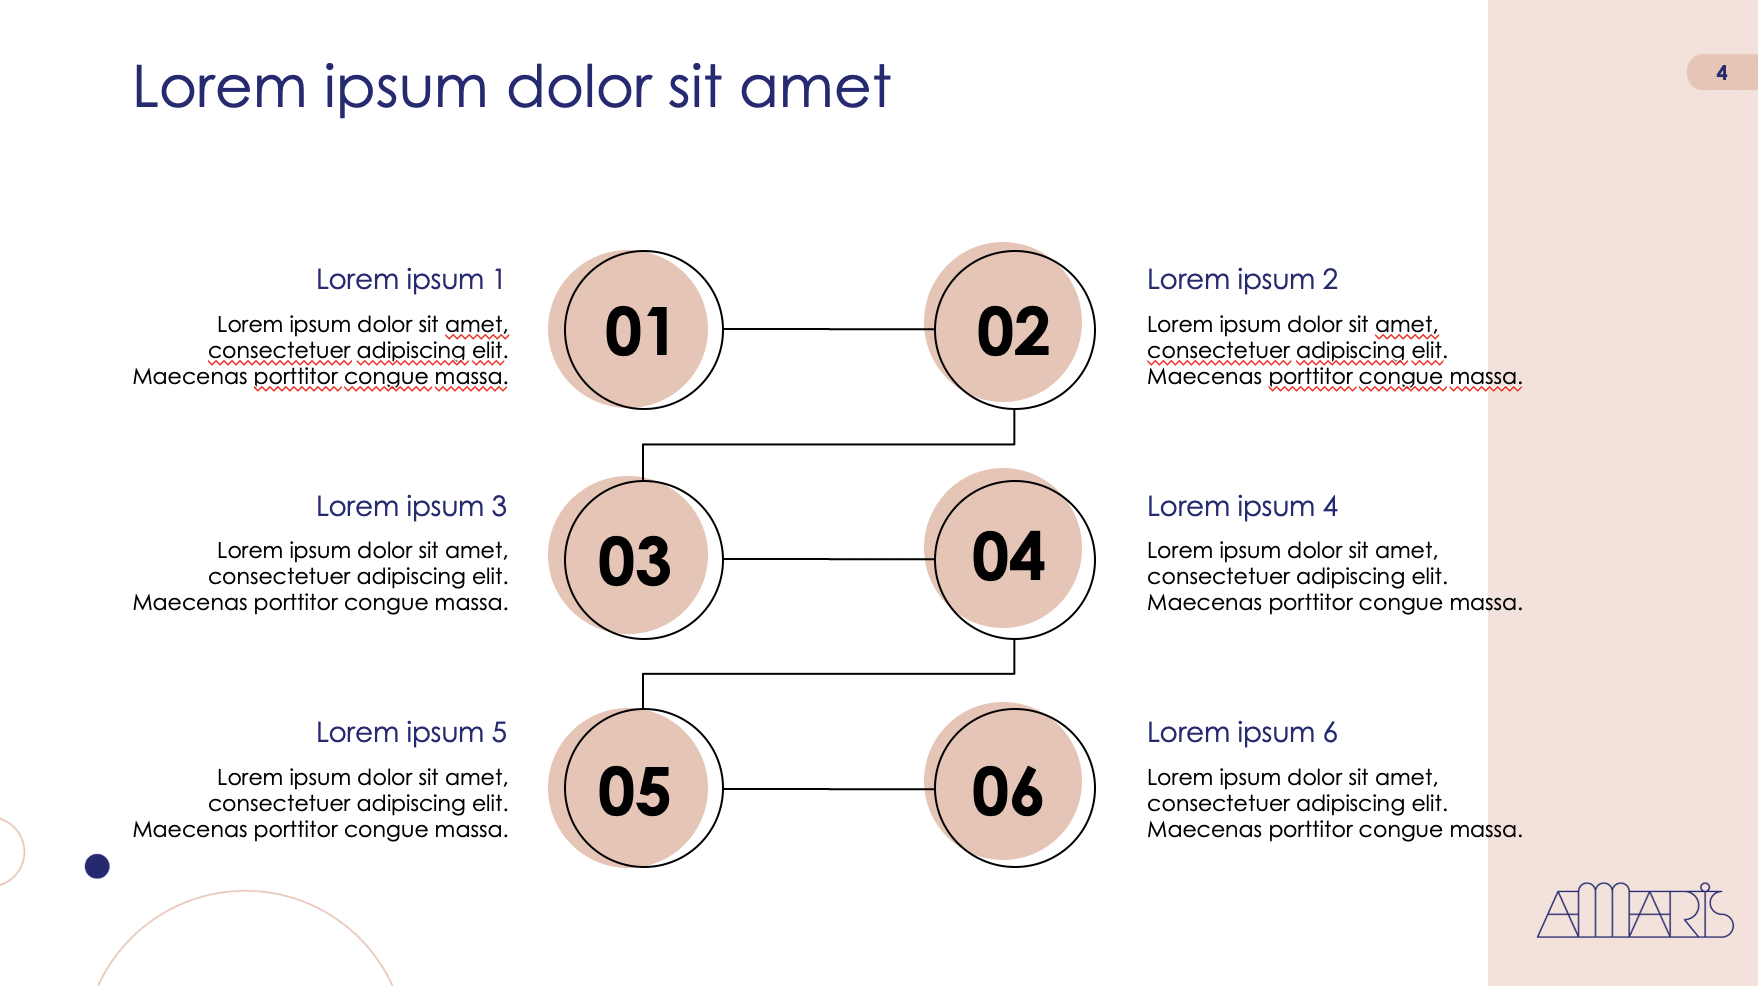 Lorem ipsum dolor sit amet
4
Lorem ipsum 1
Lorem ipsum dolor sit amet,
consectetuer adipiscing elit.
Maecenas porttitor congue massa.
01
02
Lorem ipsum 2
Lorem ipsum dolor sit amet,
consectetuer adipiscing elit.
Maecenas porttitor congue massa.
Lorem ipsum 3
Lorem ipsum dolor sit amet,
consectetuer adipiscing elit.
Maecenas porttitor congue massa.
03
04
Lorem ipsum 4
Lorem ipsum dolor sit amet,
consectetuer adipiscing elit.
Maecenas porttitor congue massa.
Lorem ipsum 5
Lorem ipsum dolor sit amet,
consectetuer adipiscing elit.
Maecenas porttitor congue massa.
05
06
Lorem ipsum 6
Lorem ipsum dolor sit amet,
consectetuer adipiscing elit.
Maecenas porttitor congue massa.
AMARIS